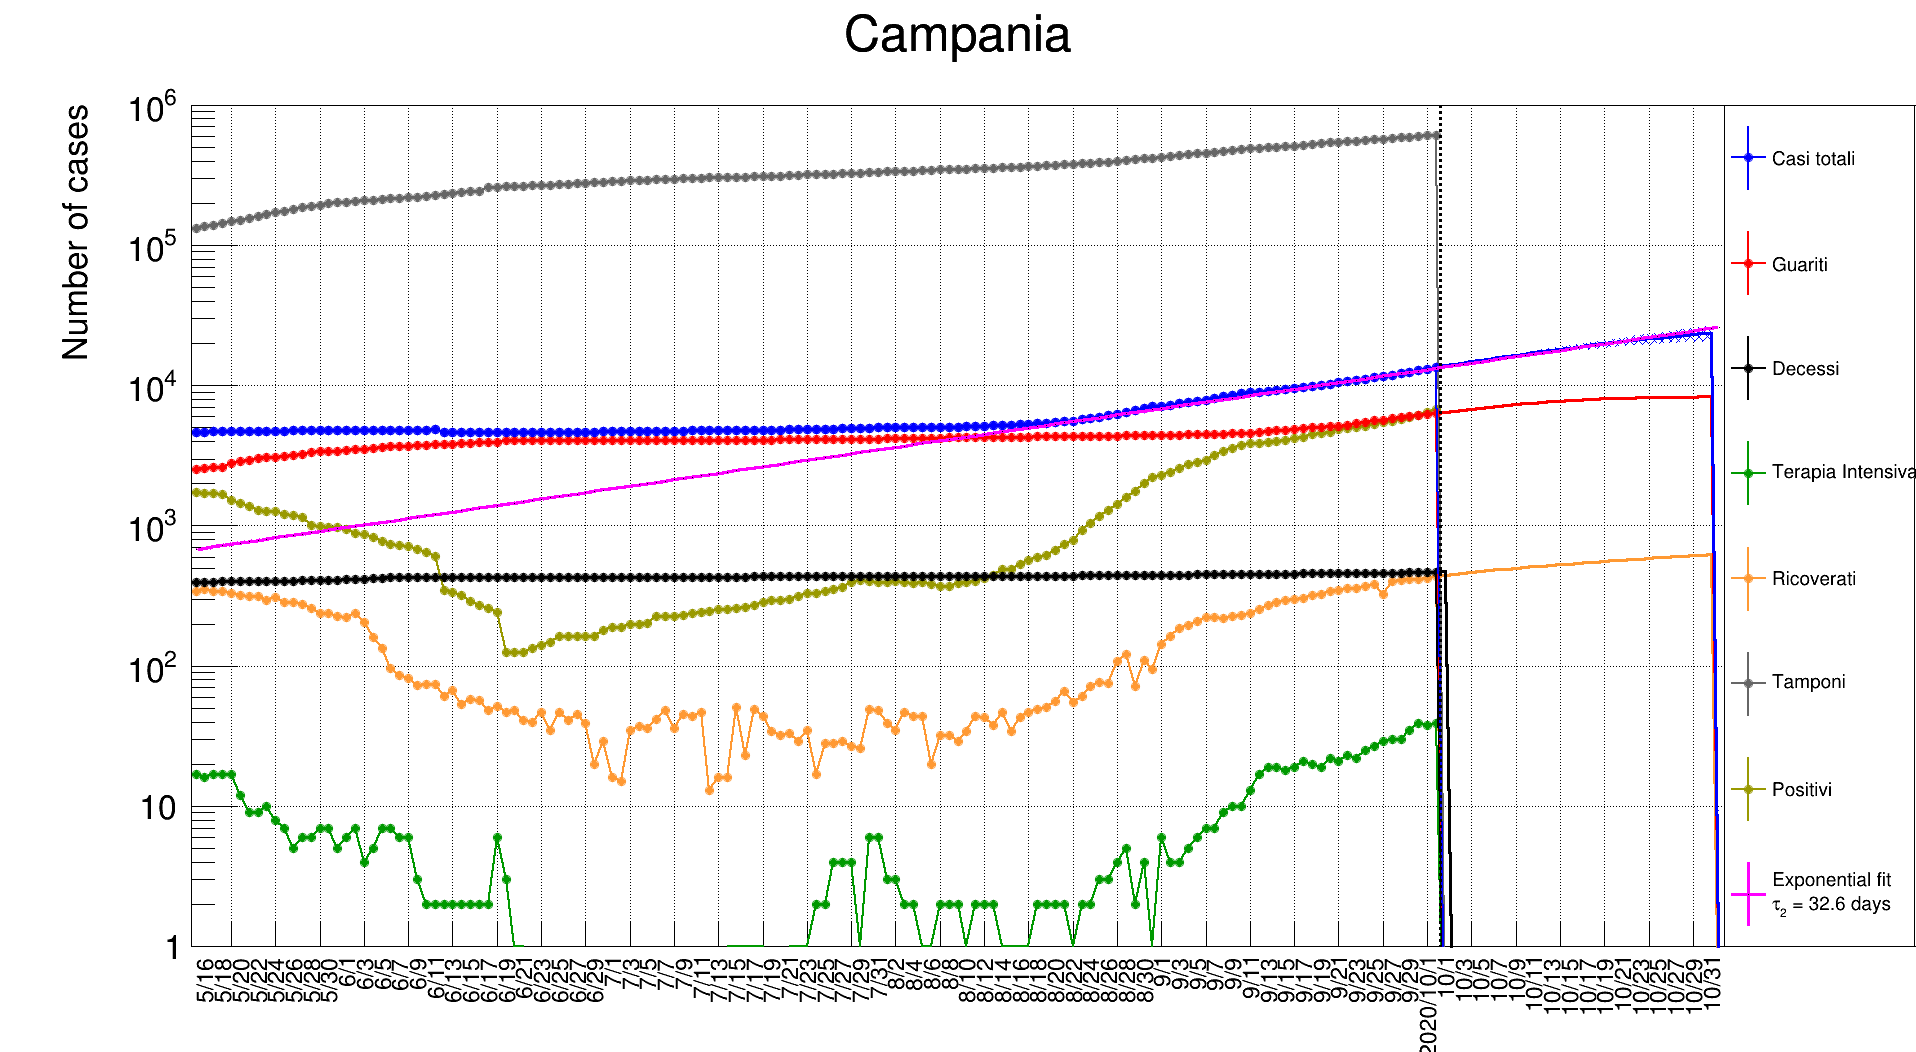 Campania
Number of cases
10^6
10^5
10^4
10^3
10^2
10
1
5/16 5/18 5/20 5/22 5/24 5/26 5/28 5/30 6/1 6/3 6/5 6/7 6/9 6/11 6/13 6/15 6/17 6/19 6/21 6/23 6/25 6/27 6/29 7/1 7/3 7/5 7/7 7/9 7/11 7/13 7/15 7/17 7/19 7/21 7/23 7/25 7/27 7/29 7/31 8/2 8/4 8/6 8/8 8/10 8/12 8/14 8/16 8/18 8/20 8/22 8/24 8/26 8/28 8/30 9/1 9/3 9/5 9/7 9/9 9/11 9/13 9/15 9/17 9/19 9/21 9/23 9/25 9/27 9/29 2020/10/1 10/1 10/3 10/5 10/7 10/9 10/11 10/13 10/15 10/17 10/19 10/21 10/23 10/25 10/27 10/29 10/31
Casi totali
Guariti
Decessi
Terapia Intensiva
Ricoverati
Tamponi
Positivi
Exponential fit
τ₂ = 32.6 days